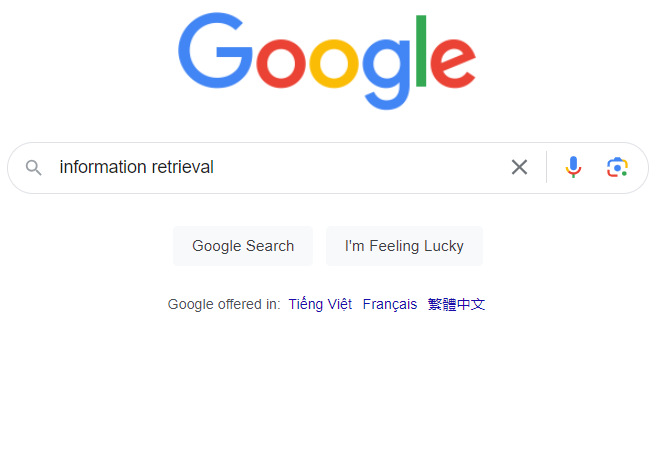 Google
information retrieval
Google Search I'm Feeling Lucky
Google offered in: Tiếng Việt Français 繁體中文